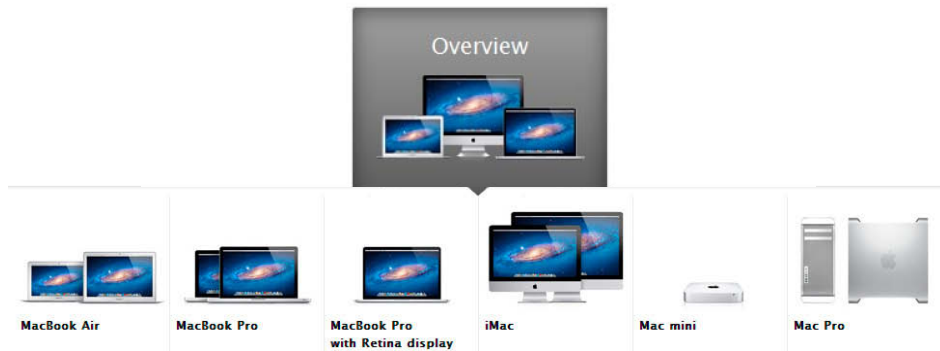 Overview
MacBook Air
MacBook Pro
MacBook Pro
with Retina display
iMac
Mac mini
Mac Pro